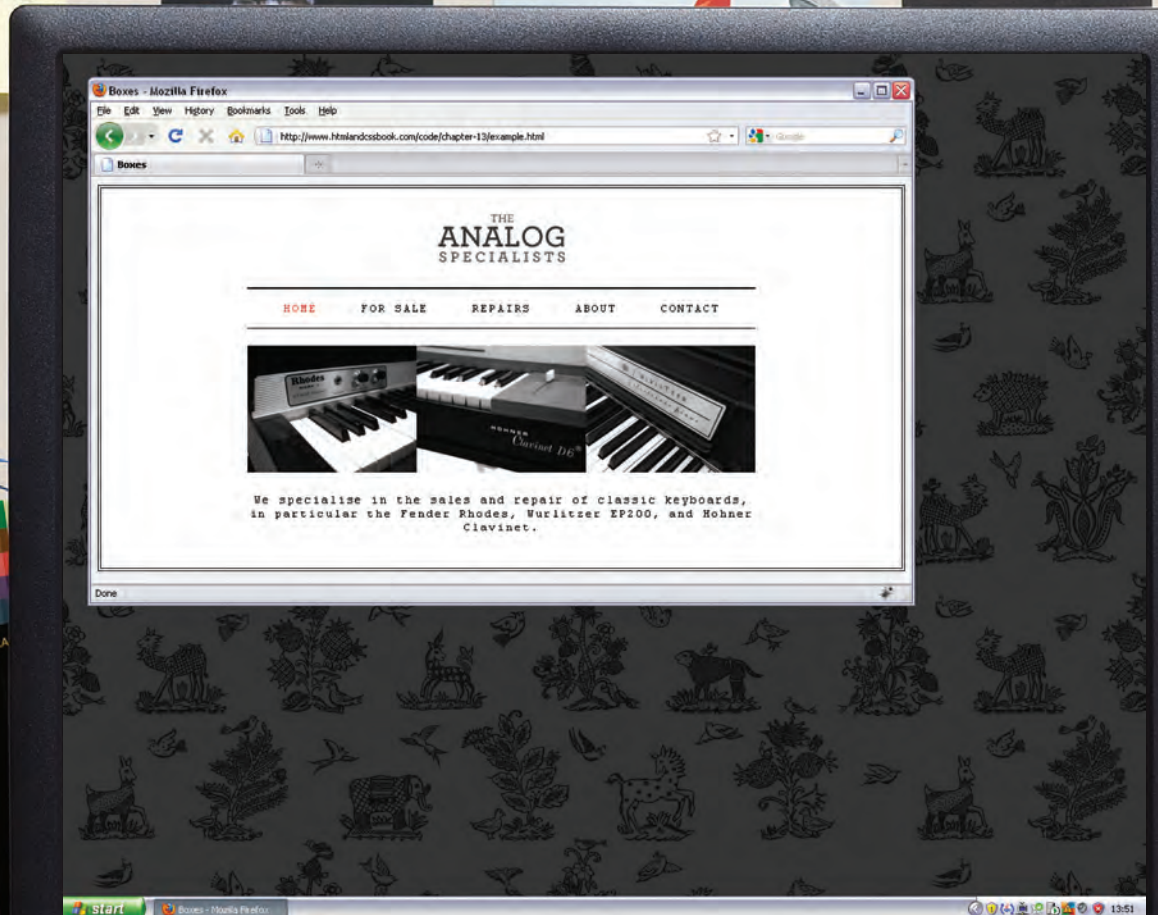 Boxes - Mozilla Firefox
File Edit View History Bookmarks Tools Help
http://www.htmlandcssbook.com/code/chapter-13/example.html
Google
Boxes
THE
ANALOG
SPECIALISTS
HOME FOR SALE REPAIRS ABOUT CONTACT
Rhodes
WURLITZER
HOHNER
Clavinet D6
We specialise in the sales and repair of classic keyboards,
in particular the Fender Rhodes, Wurlitzer EP200, and Hohner
Clavinet.
Done
start
Boxes - Mozilla Firefox
13:51